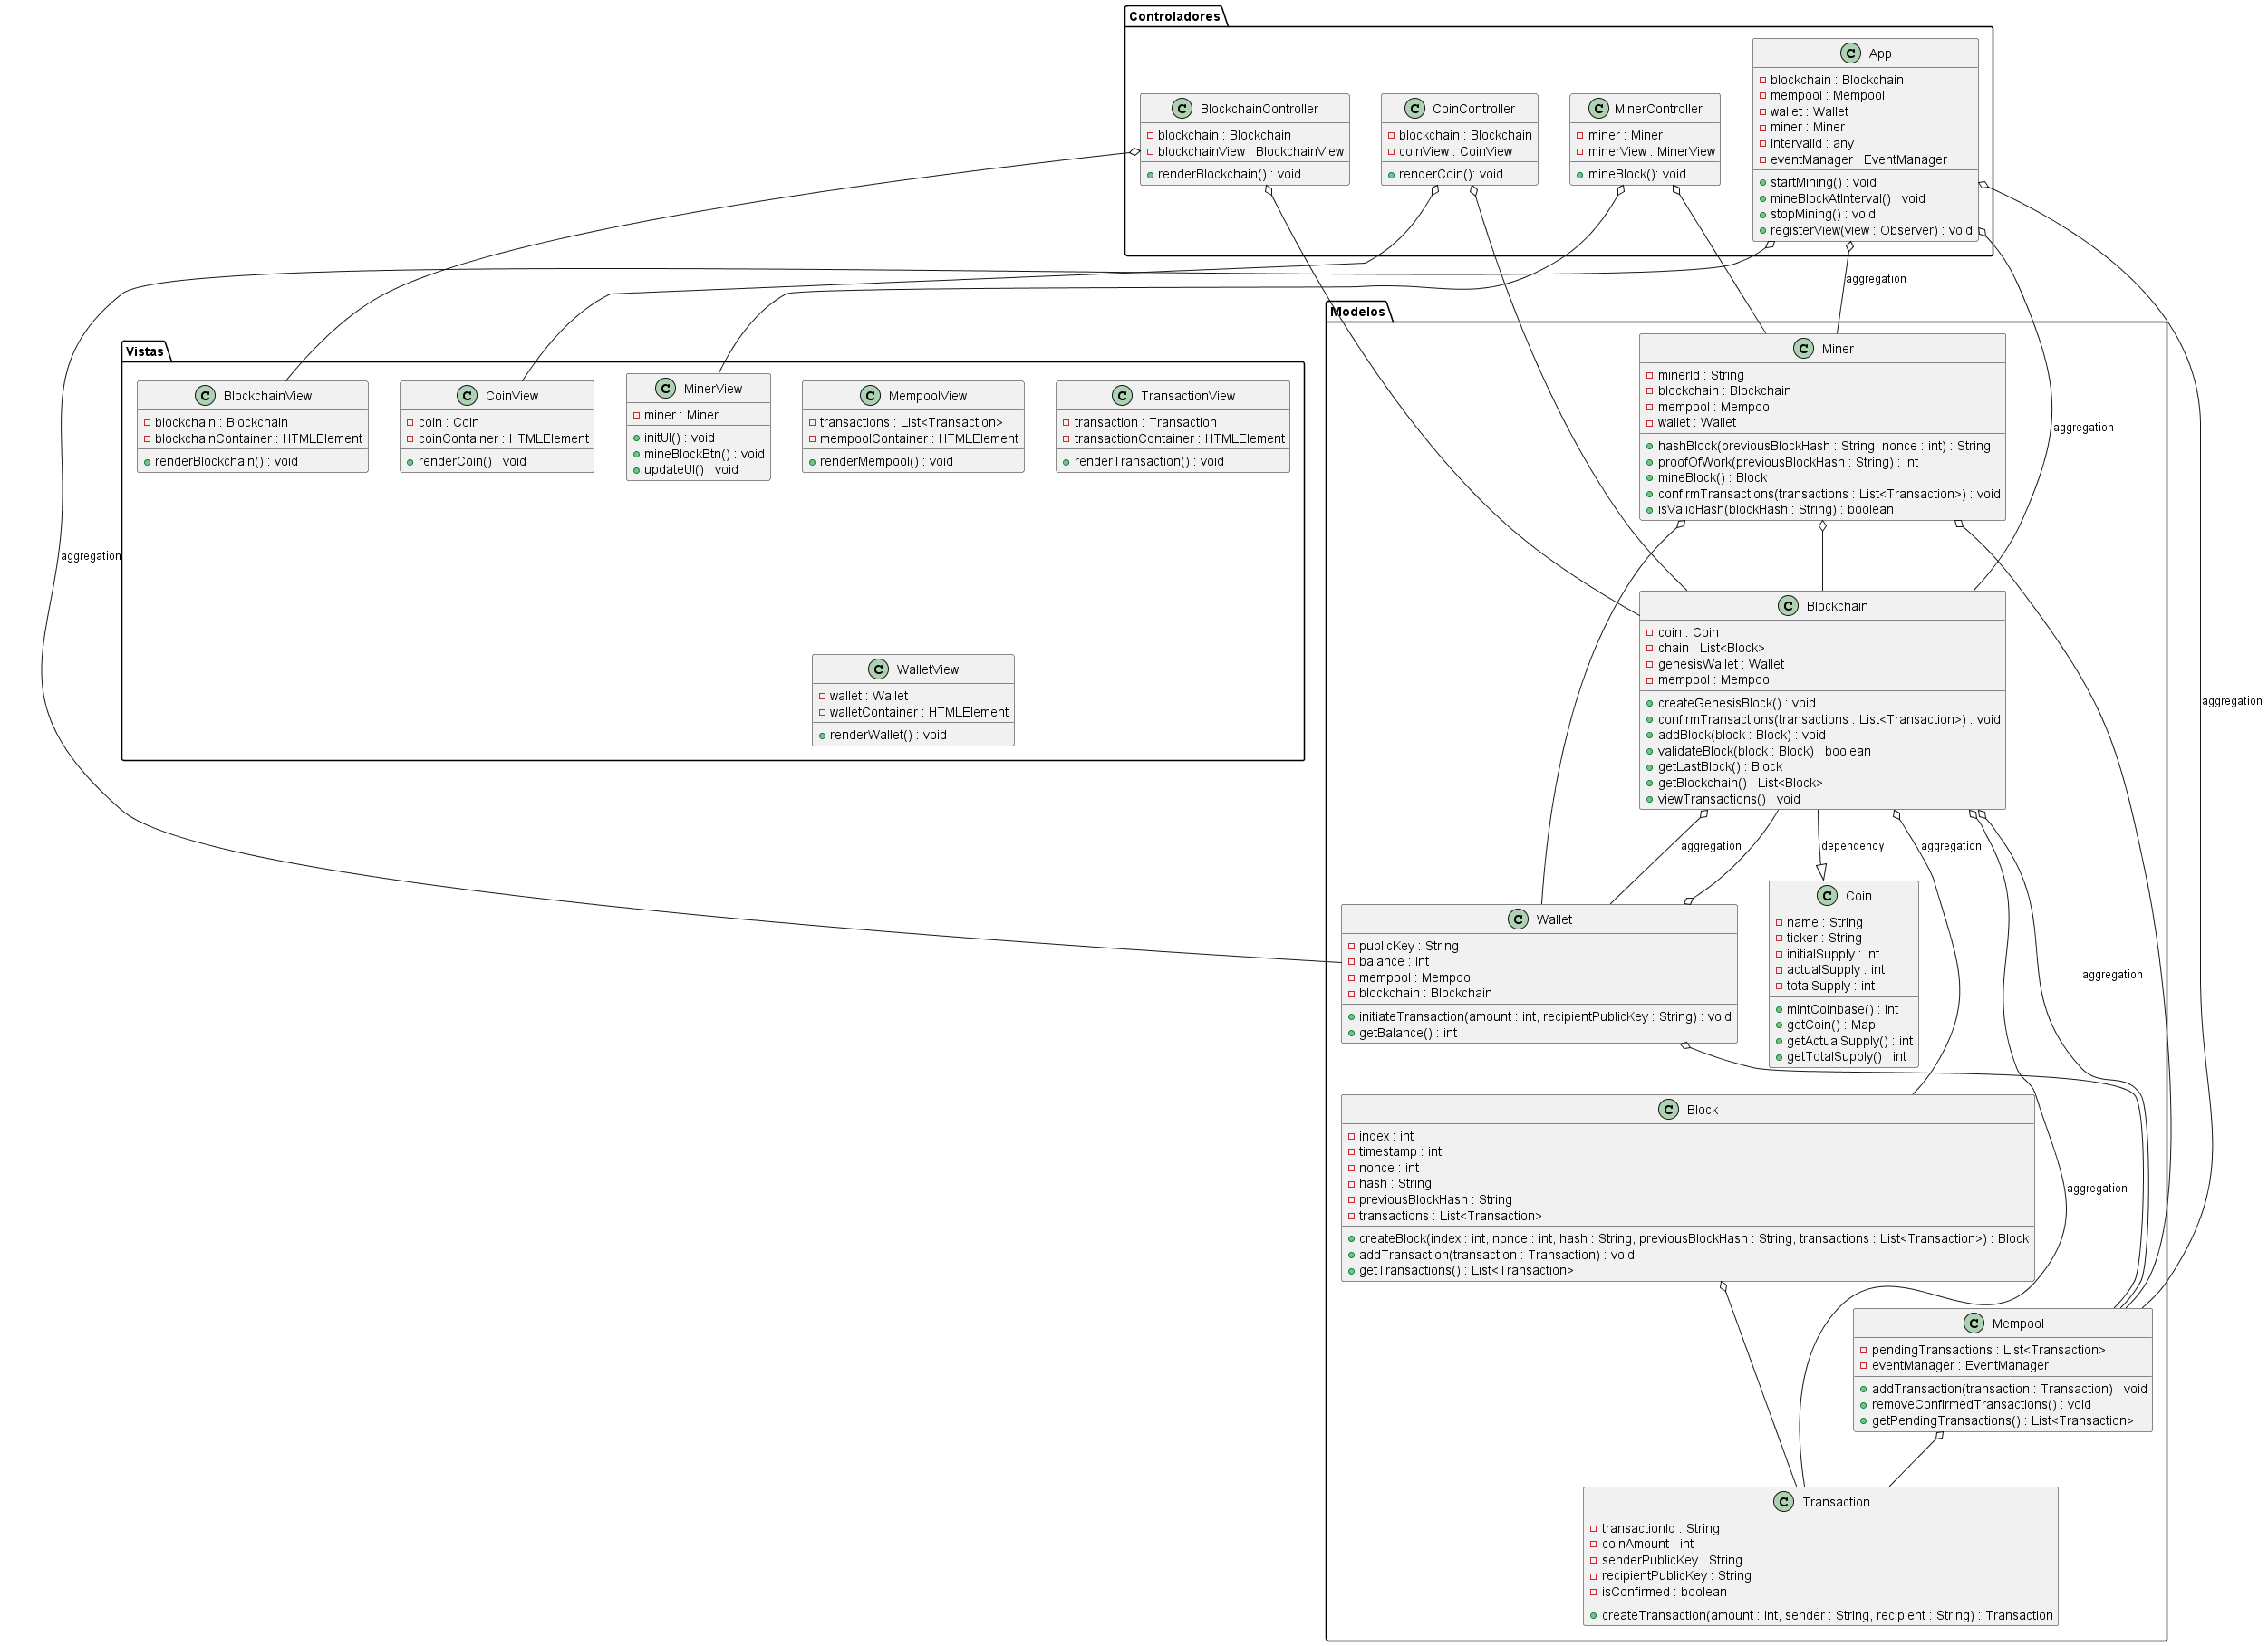 Controladores
C App
blockchain : Blockchain
mempool : Mempool
wallet : Wallet
miner : Miner
intervalId : any
eventManager : EventManager
startMining() : void
mineBlockAtInterval() : void
stopMining() : void
registerView(view : Observer) : void
C BlockchainController
blockchain : Blockchain
blockchainView : BlockchainView
renderBlockchain() : void
C CoinController
blockchain : Blockchain
coinView : CoinView
renderCoin(): void
C MinerController
miner : Miner
minerView : MinerView
mineBlock(): void
aggregation
aggregation
aggregation
aggregation
Vistas
C BlockchainView
blockchain : Blockchain
blockchainContainer : HTMLElement
renderBlockchain() : void
C CoinView
coin : Coin
coinContainer : HTMLElement
renderCoin() : void
C MinerView
miner : Miner
initUI() : void
mineBlockBtn() : void
updateUI() : void
C MempoolView
transactions : List<Transaction>
mempoolContainer : HTMLElement
renderMempool() : void
C TransactionView
transaction : Transaction
transactionContainer : HTMLElement
renderTransaction() : void
C WalletView
wallet : Wallet
walletContainer : HTMLElement
renderWallet() : void
Modelos
C Miner
minerId : String
blockchain : Blockchain
mempool : Mempool
wallet : Wallet
hashBlock(previousBlockHash : String, nonce : int) : String
proofOfWork(previousBlockHash : String) : int
mineBlock() : Block
confirmTransactions(transactions : List<Transaction>) : void
isValidHash(blockHash : String) : boolean
C Blockchain
coin : Coin
chain : List<Block>
genesisWallet : Wallet
mempool : Mempool
createGenesisBlock() : void
confirmTransactions(transactions : List<Transaction>) : void
addBlock(block : Block) : void
validateBlock(block : Block) : boolean
getLastBlock() : Block
getBlockchain() : List<Block>
viewTransactions() : void
aggregation
dependency
aggregation
aggregation
aggregation
C Wallet
publicKey : String
balance : int
mempool : Mempool
blockchain : Blockchain
initiateTransaction(amount : int, recipientPublicKey : String) : void
getBalance() : int
C Coin
name : String
ticker : String
initialSupply : int
actualSupply : int
totalSupply : int
mintCoinbase() : int
getCoin() : Map
getActualSupply() : int
getTotalSupply() : int
C Block
index : int
timestamp : int
nonce : int
hash : String
previousBlockHash : String
transactions : List<Transaction>
createBlock(index : int, nonce : int, hash : String, previousBlockHash : String, transactions : List<Transaction>) : Block
addTransaction(transaction : Transaction) : void
getTransactions() : List<Transaction>
C Mempool
pendingTransactions : List<Transaction>
eventManager : EventManager
addTransaction(transaction : Transaction) : void
removeConfirmedTransactions() : void
getPendingTransactions() : List<Transaction>
C Transaction
transactionId : String
coinAmount : int
senderPublicKey : String
recipientPublicKey : String
isConfirmed : boolean
createTransaction(amount : int, sender : String, recipient : String) : Transaction